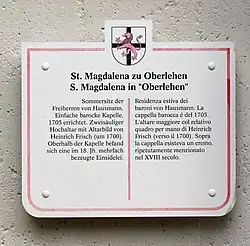 St. Magdalena zu Oberlehen
S. Magdalena in "Oberlehen"
Sommersitz der
Freiherren von Hausmann.
Einfache barocke Kapelle,
1705 errichtet. Zweisäuliger
Hochaltar mit Altarbild von
Heinrich Frisch (um 1700).
Oberhalb der Kapelle befand
sich eine im 18. Jh. mehrfach
bezeugte Einsidelei.
Residenza estiva dei
baroni von Hausmann. La
cappella barocca é del 1705.
L'altare maggiore col relativo
quadro per mano di Heinrich
Frisch (verso il 1700). Sopra
la cappella esisteva un eremo,
ripetutamente menzionato
nel XVIII secolo.